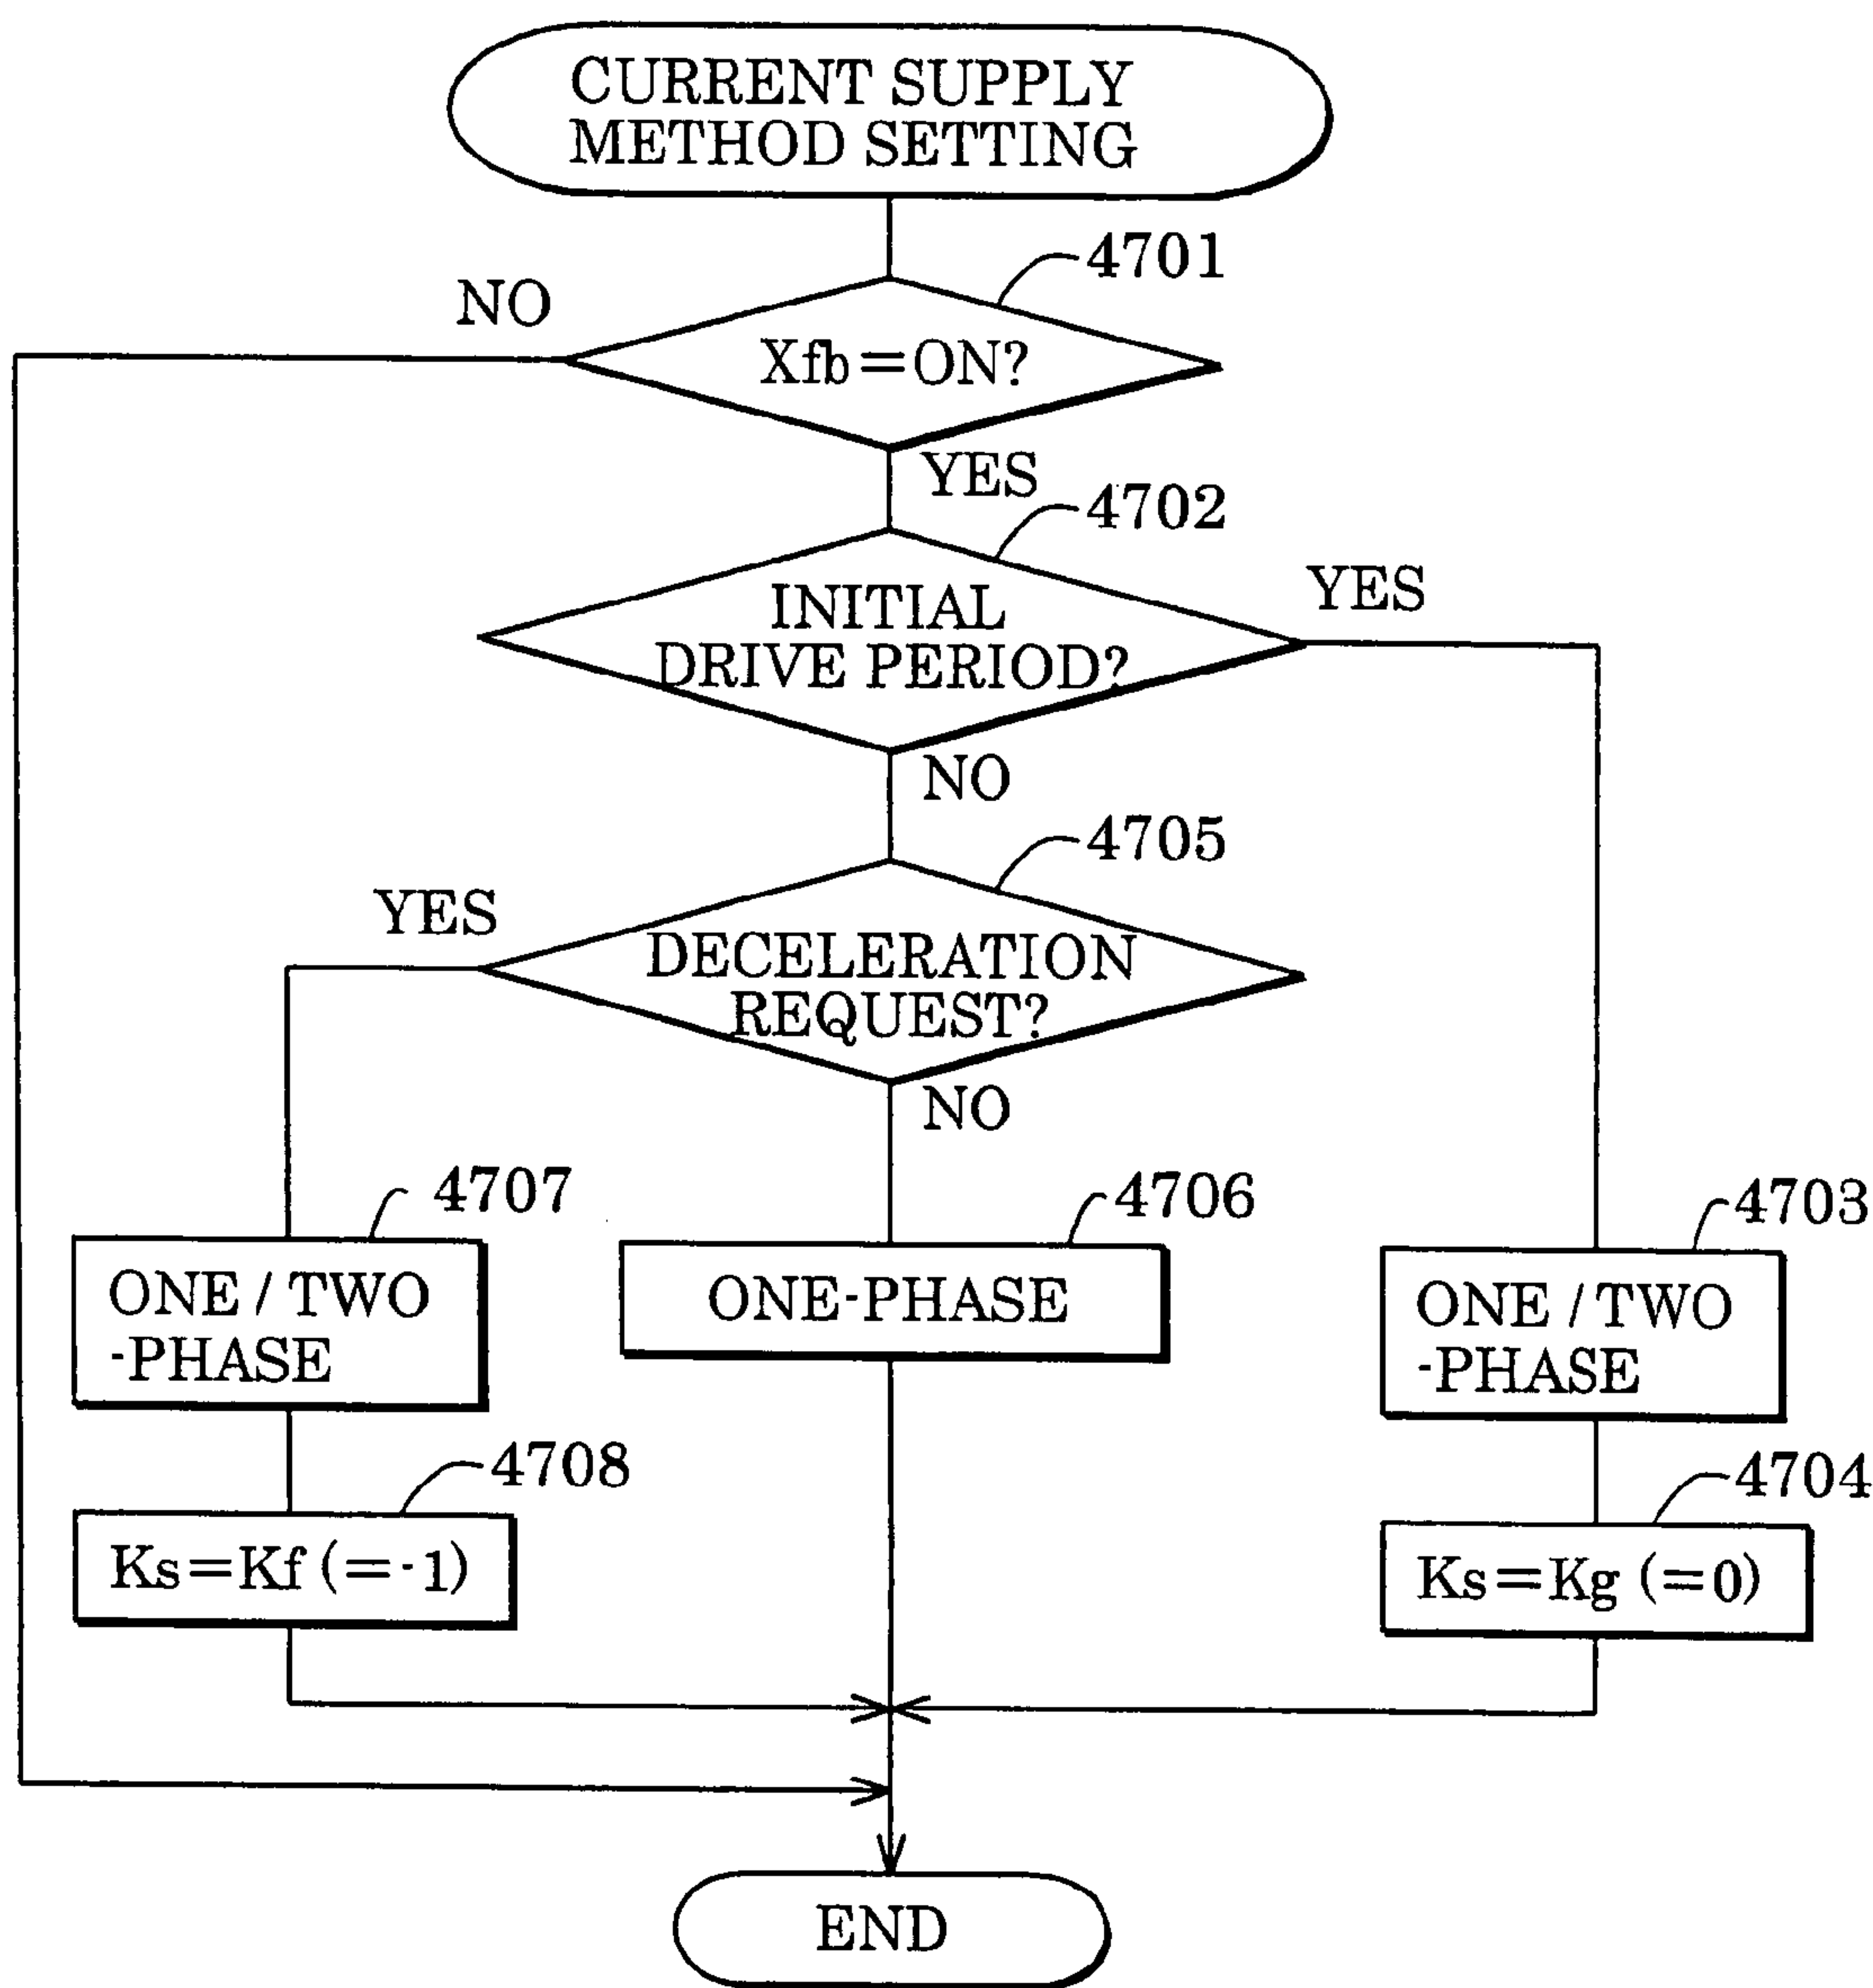 CURRENT SUPPLY
METHOD SETTING
4701
NO
Xfb=ON?
YES
4702
YES
INITIAL
DRIVE PERIOD?
NO
4705
YES
DECELERATION
REQUEST?
NO
4707
4706
4703
ONE / TWO
-PHASE
ONE-PHASE
ONE / TWO
-PHASE
4708
4704
Ks=Kf (=-1)
Ks=Kg (=0)
END